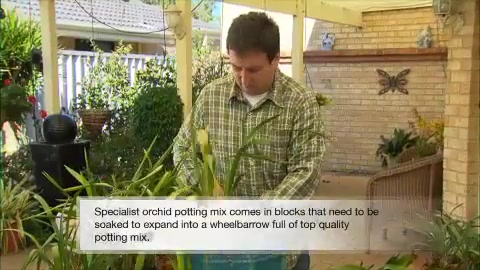 Specialist orchid potting mix comes in blocks that need to be
soaked to expand into a wheelbarrow full of top quality
potting mix.